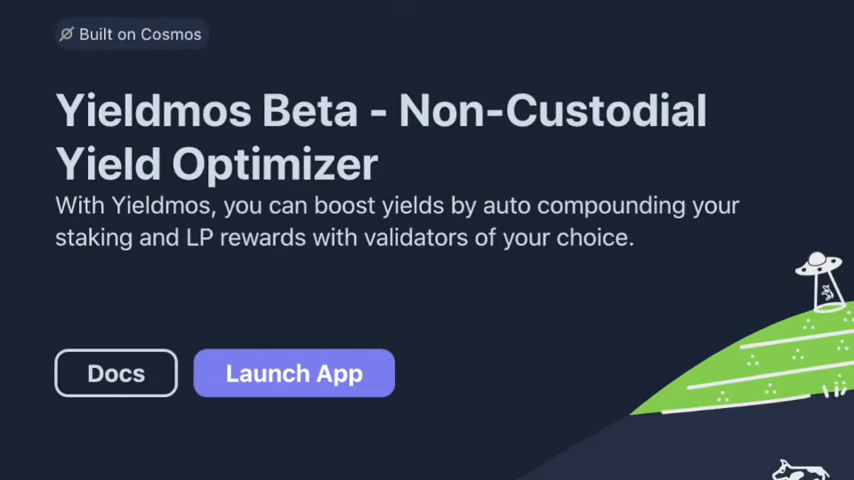 Built on Cosmos
Yieldmos Beta - Non-Custodial
Yield Optimizer
With Yieldmos, you can boost yields by auto compounding your
staking and LP rewards with validators of your choice.
Docs
Launch App